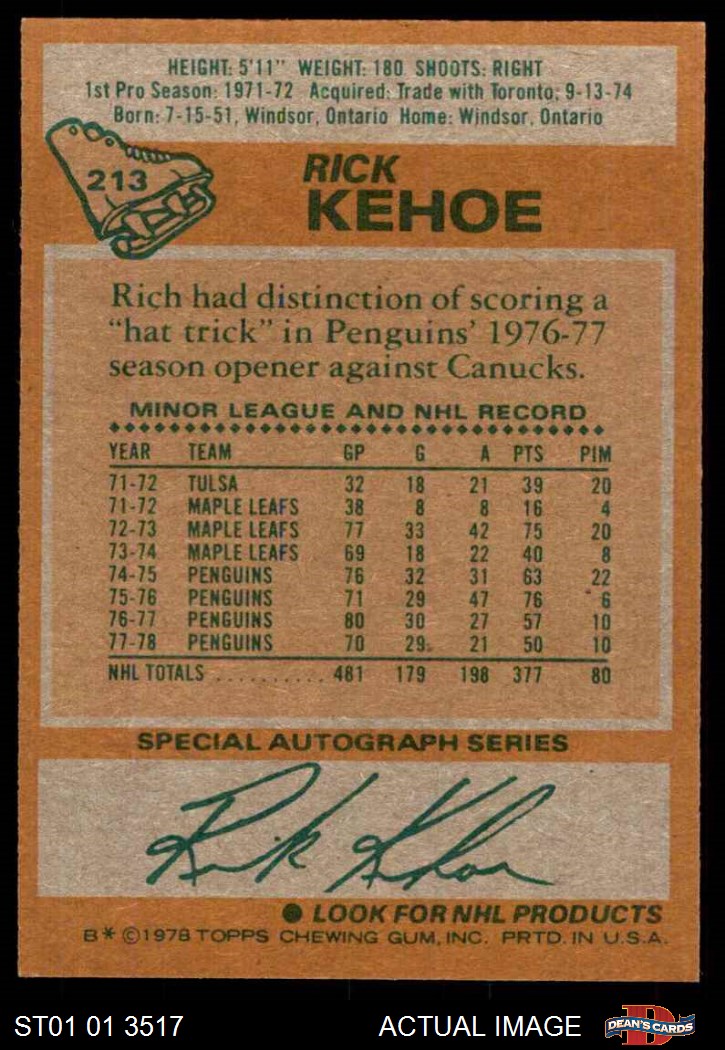 HEIGHT: 5'11" WEIGHT: 180 SHOOTS: RIGHT
1st Pro Season: 1971-72 Acquired: Trade with Toronto, 9-13-74
Born: 7-15-51, Windsor, Ontario Home: Windsor, Ontario
213
RICK
KEHOE
Rich had distinction of scoring a
"hat trick" in Penguins' 1976-77
season opener against Canucks.
MINOR LEAGUE AND NHL RECORD
YEAR TEAM GP G A PTS PIM
71-72 TULSA 32 18 21 39 20
71-72 MAPLE LEAFS 38 8 8 16 4
72-73 MAPLE LEAFS 77 33 42 75 20
73-74 MAPLE LEAFS 69 18 22 40 8
74-75 PENGUINS 76 32 31 63 22
75-76 PENGUINS 71 29 47 76 6
76-77 PENGUINS 80 30 27 57 10
77-78 PENGUINS 70 29 21 50 10
NHL TOTALS .......... 481 179 198 377 80
SPECIAL AUTOGRAPH SERIES
Rick Kehoe
● LOOK FOR NHL PRODUCTS
B* ©1978 TOPPS CHEWING GUM, INC. PRTD. IN U.S.A.
ST01 01 3517 ACTUAL IMAGE
D
DEAN'S CARDS